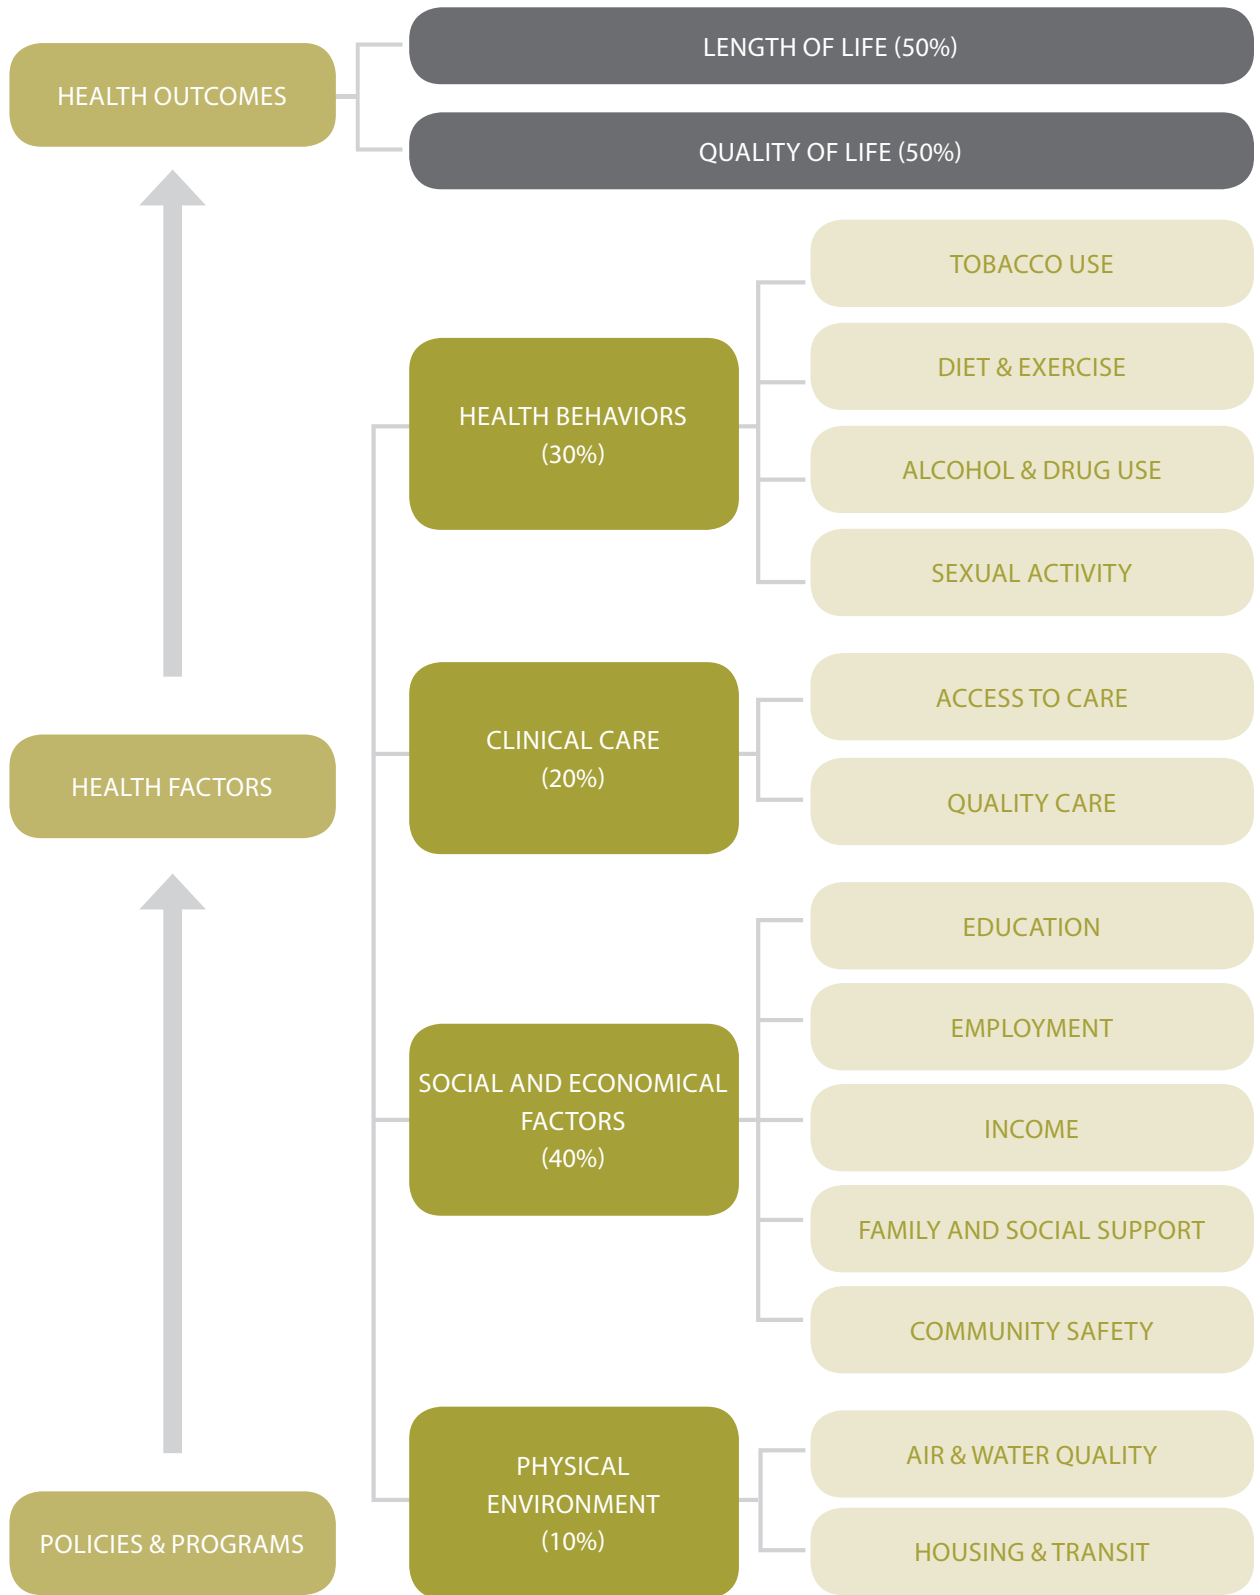 HEALTH OUTCOMES
LENGTH OF LIFE (50%)
QUALITY OF LIFE (50%)
HEALTH FACTORS
POLICIES & PROGRAMS
HEALTH BEHAVIORS
(30%)
TOBACCO USE
DIET & EXERCISE
ALCOHOL & DRUG USE
SEXUAL ACTIVITY
CLINICAL CARE
(20%)
ACCESS TO CARE
QUALITY CARE
SOCIAL AND ECONOMICAL
FACTORS
(40%)
EDUCATION
EMPLOYMENT
INCOME
FAMILY AND SOCIAL SUPPORT
COMMUNITY SAFETY
PHYSICAL
ENVIRONMENT
(10%)
AIR & WATER QUALITY
HOUSING & TRANSIT